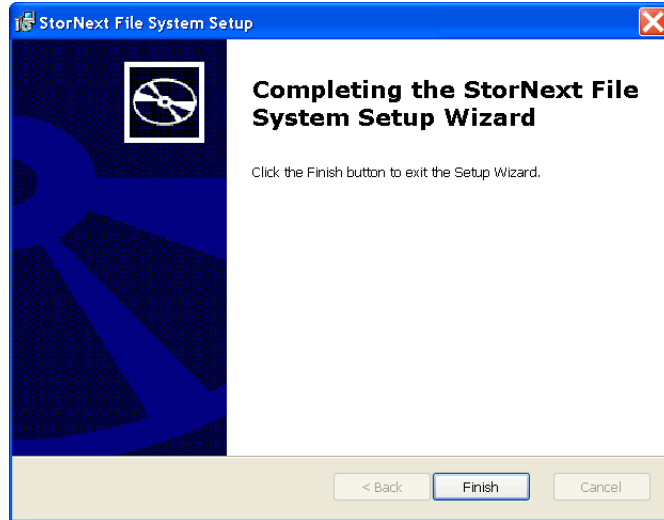 StorNext File System Setup
Completing the StorNext File
System Setup Wizard
Click the Finish button to exit the Setup Wizard.
< Back
Finish
Cancel